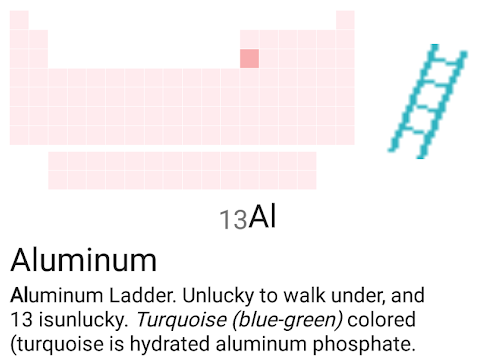 13Al
Aluminum
Aluminum Ladder. Unlucky to walk under, and
13 isunlucky. Turquoise (blue-green) colored
(turquoise is hydrated aluminum phosphate.